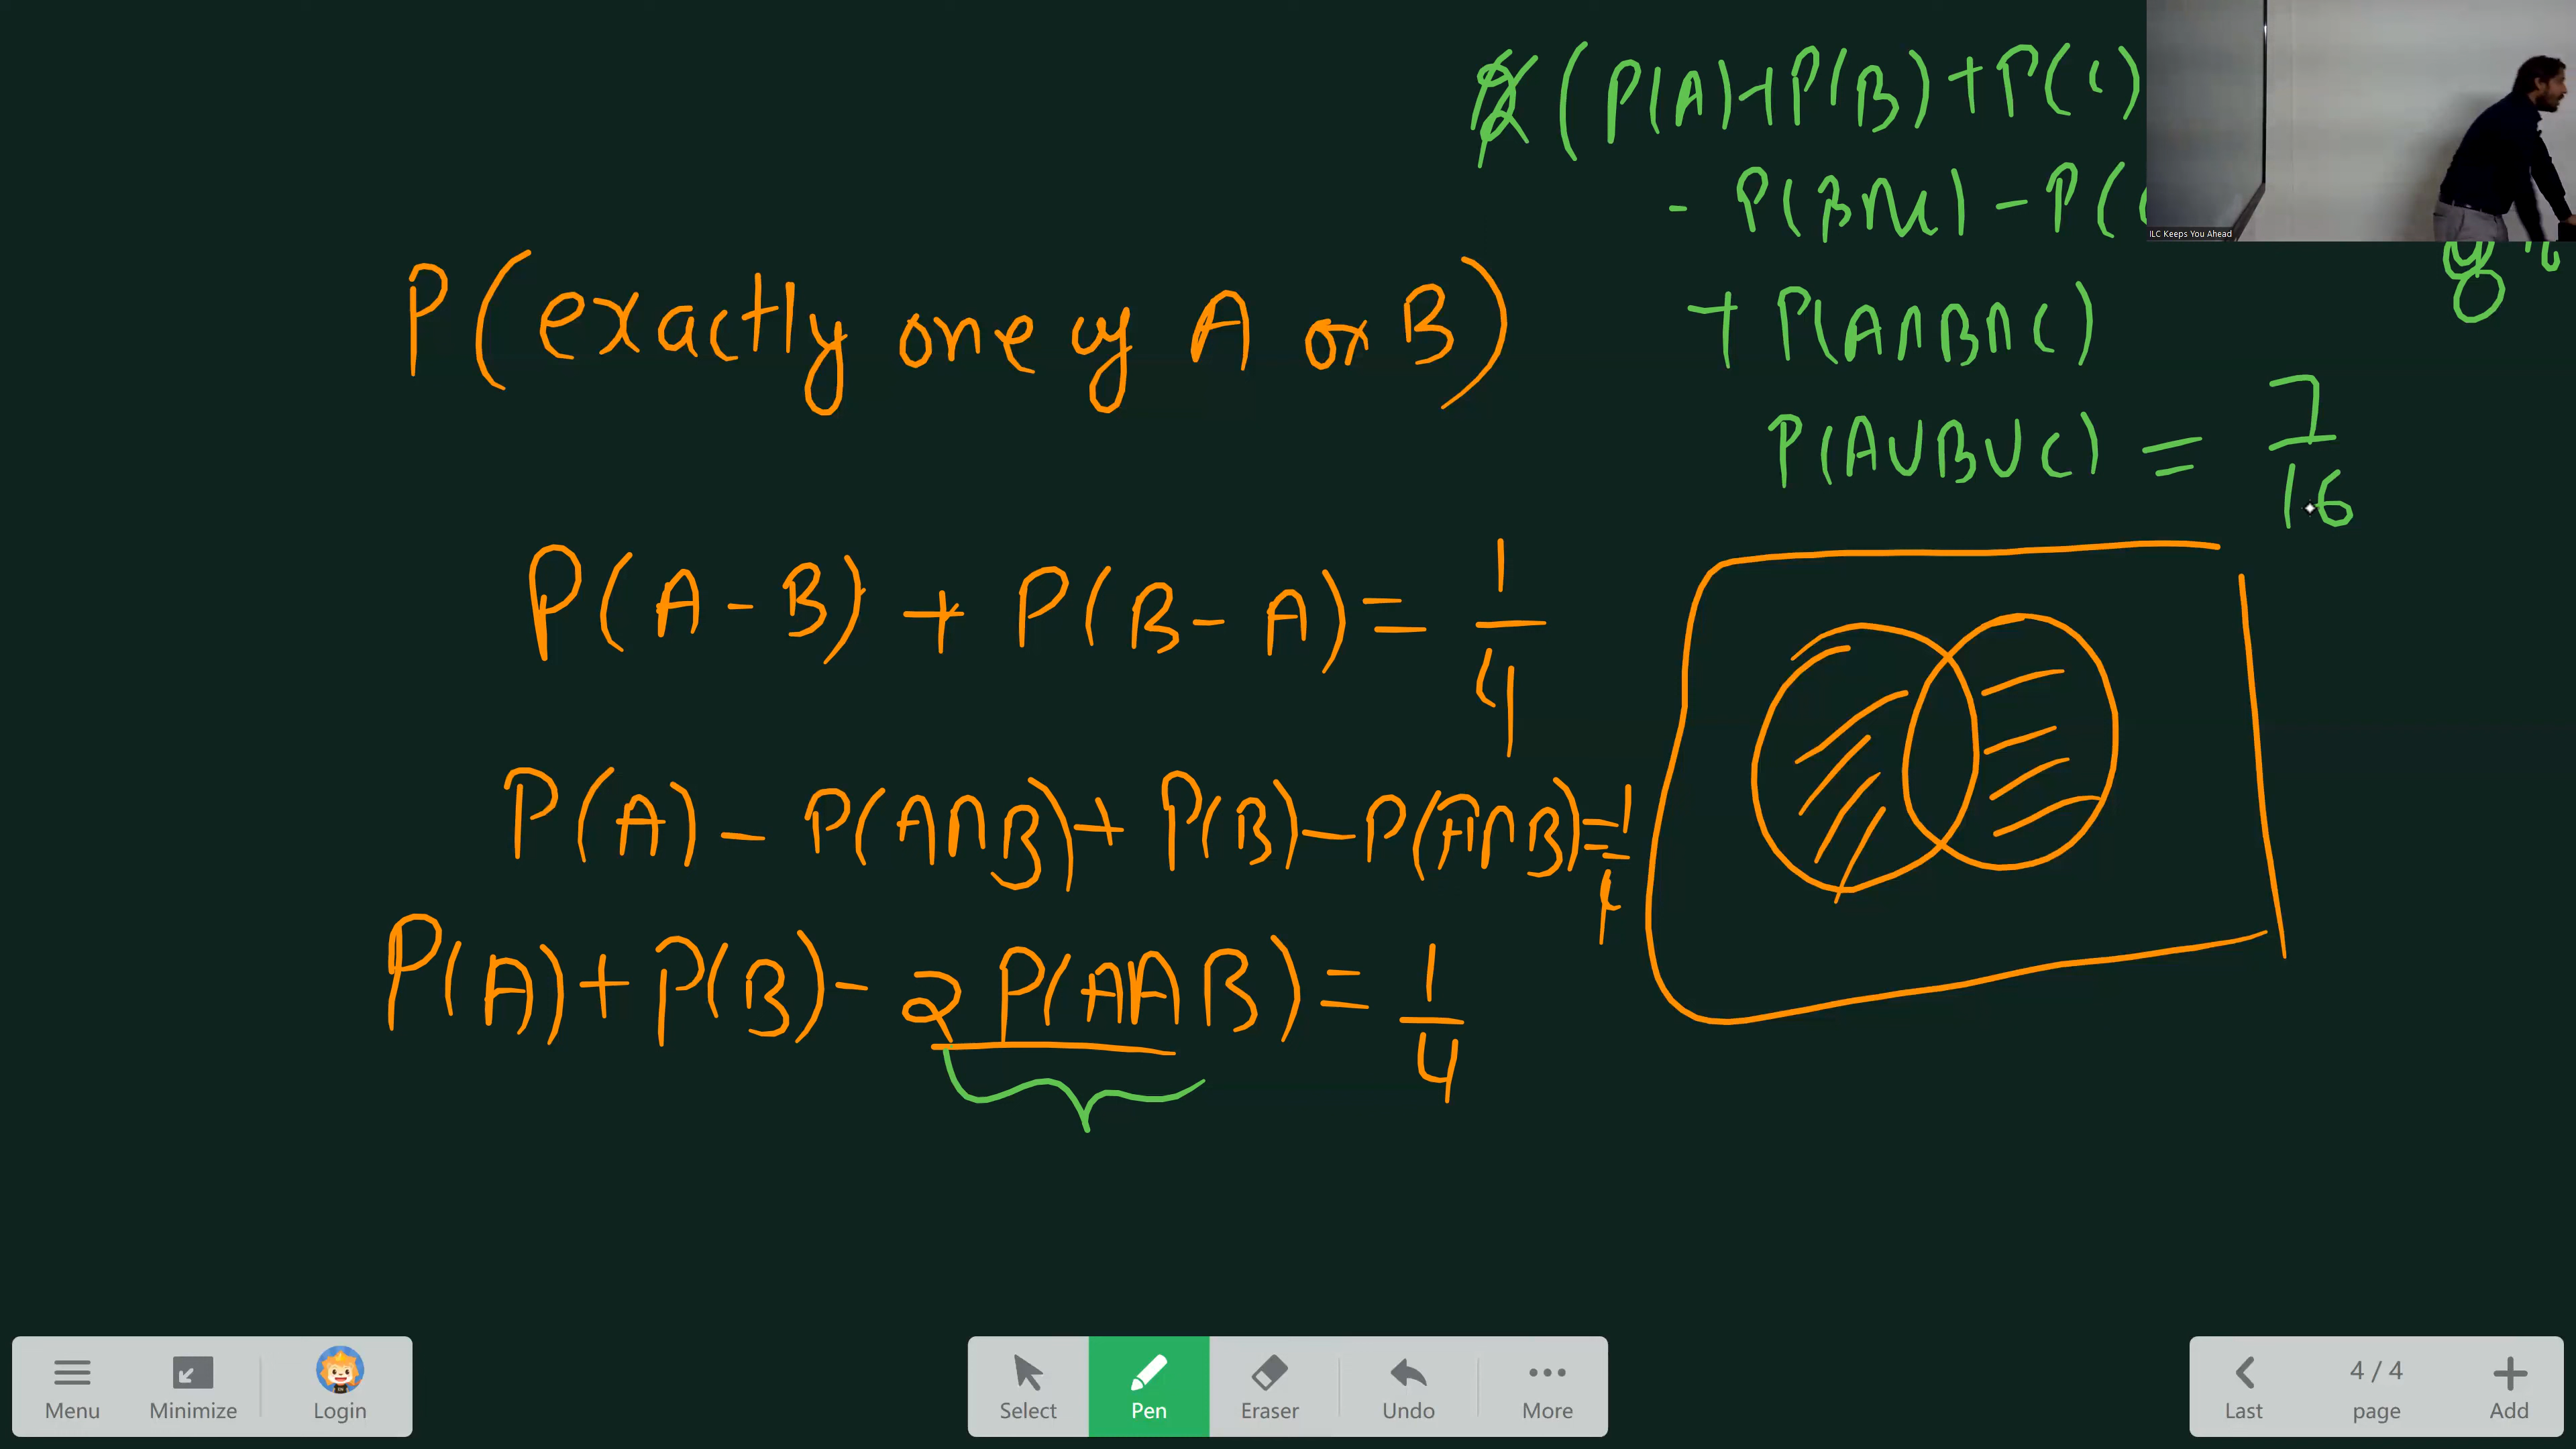 (P(A)+P(B)+P(C)
- P(B∩C) - P(
+ P(A∩B∩C)
P(A∪B∪C) = 7/16
ILC Keeps You Ahead
P(exactly one of A or B)
P(A-B) + P(B-A) = 1/4
P(A) - P(A∩B) + P(B) - P(A∩B) = 1/4
P(A)+P(B)- 2 P(A∩B) = 1/4
Menu Minimize Login Select Pen Eraser Undo More Last 4 / 4 page Add